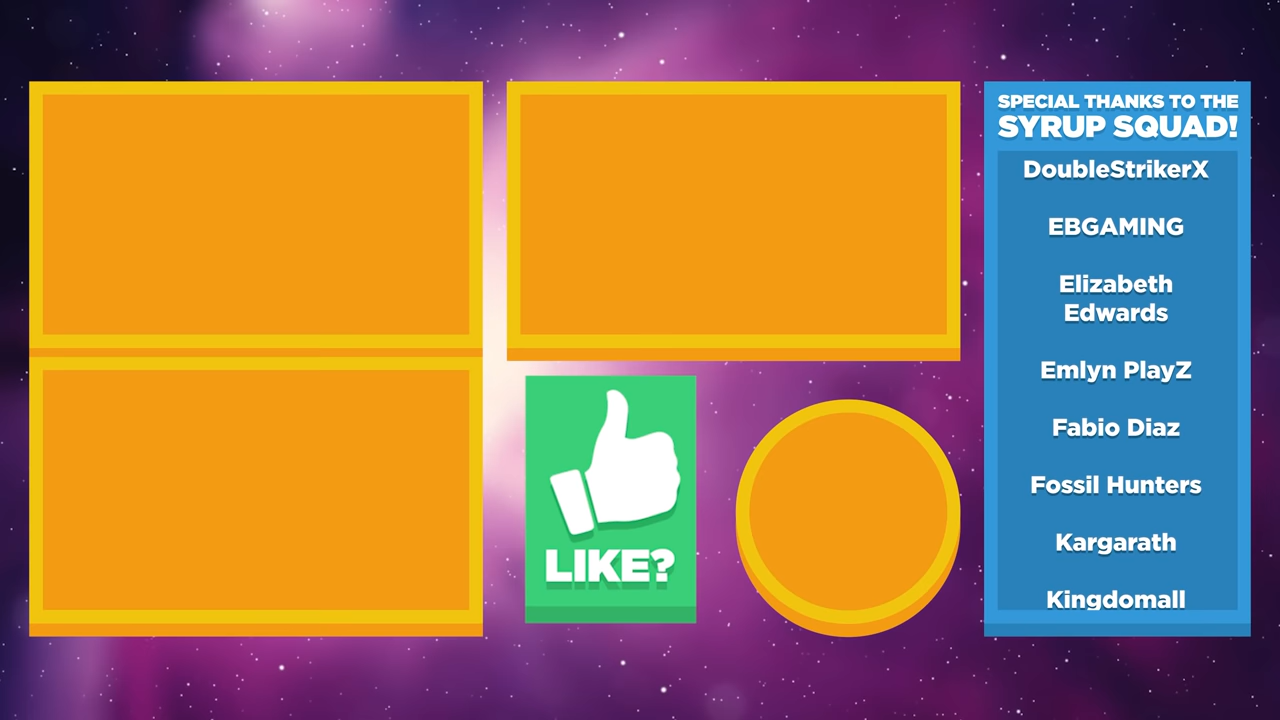 SPECIAL THANKS TO THE
SYRUP SQUAD!
DoubleStrikerX
EBGAMING
Elizabeth
Edwards
Emlyn PlayZ
Fabio Diaz
Fossil Hunters
Kargarath
Kingdomall
LIKE?